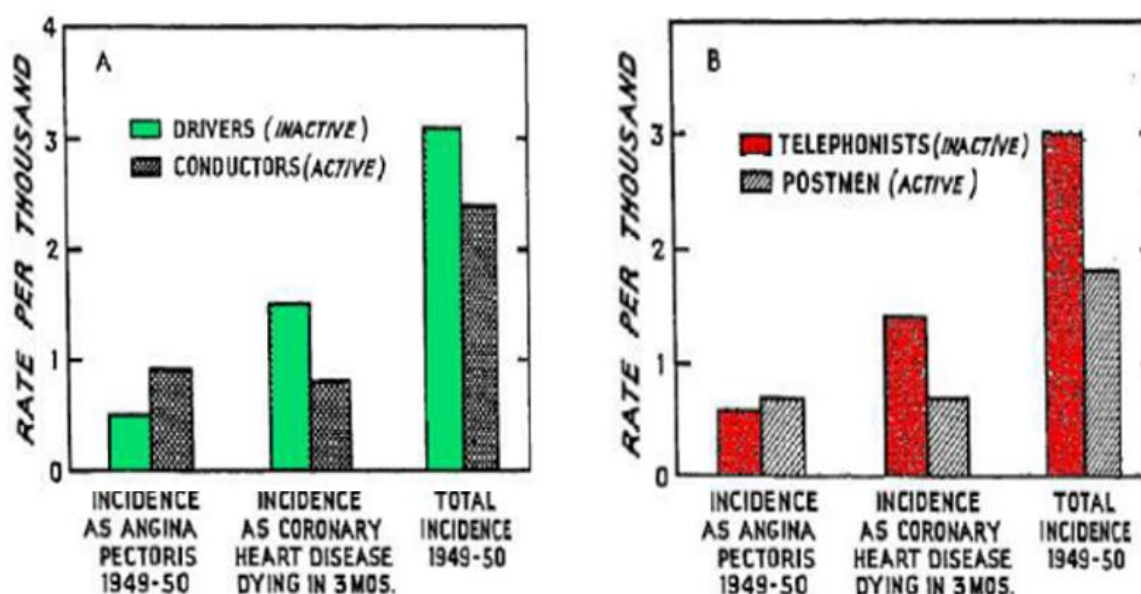 RATE PER THOUSAND
4
3
2
1
0
A
DRIVERS (INACTIVE)
CONDUCTORS (ACTIVE)
INCIDENCE
AS ANGINA
PECTORIS
1949-50
INCIDENCE
AS CORONARY
HEART DISEASE
DYING IN 3 MOS.
TOTAL
INCIDENCE
1949-50
RATE PER THOUSAND
3
2
1
0
B
TELEPHONISTS (INACTIVE)
POSTMEN (ACTIVE)
INCIDENCE
AS ANGINA
PECTORIS
1949-50
INCIDENCE
AS CORONARY
HEART DISEASE
DYING IN 3 MOS.
TOTAL
INCIDENCE
1949-50